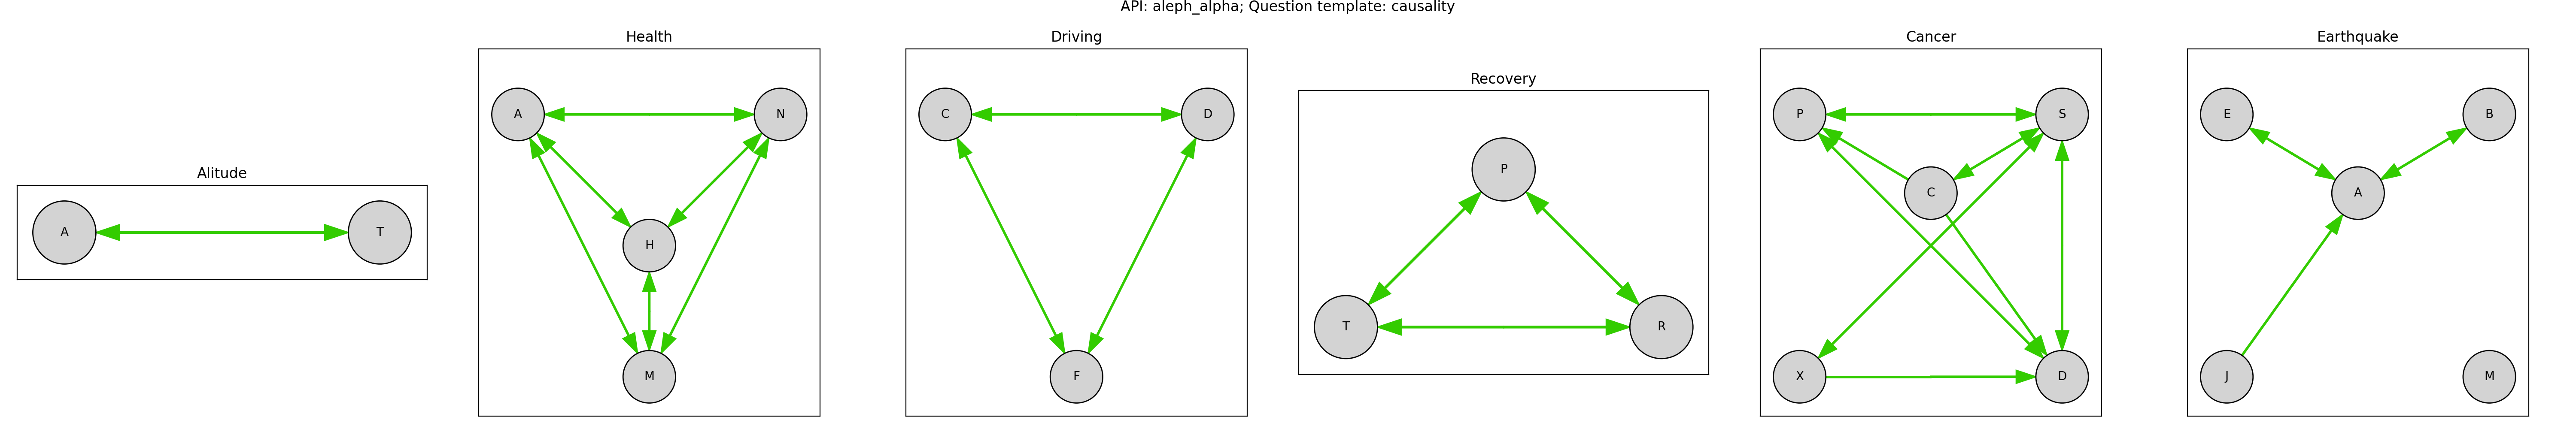 API: aleph_alpha; Question template: causality
Alitude
A
T
Health
A
N
H
M
Driving
C
D
F
Recovery
P
T
R
Cancer
P
S
C
X
D
Earthquake
E
B
A
J
M